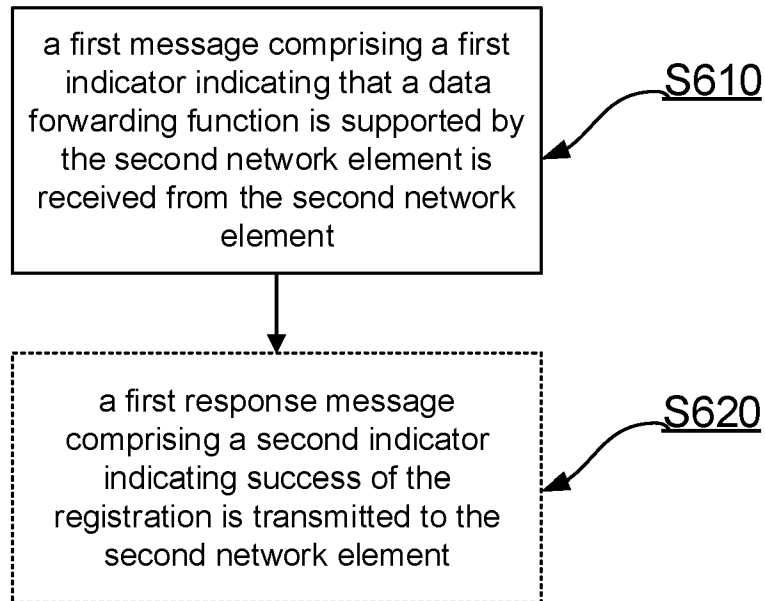 a first message comprising a first
indicator indicating that a data
forwarding function is supported by
the second network element is
received from the second network
element
S610
a first response message
comprising a second indicator
indicating success of the
registration is transmitted to the
second network element
S620